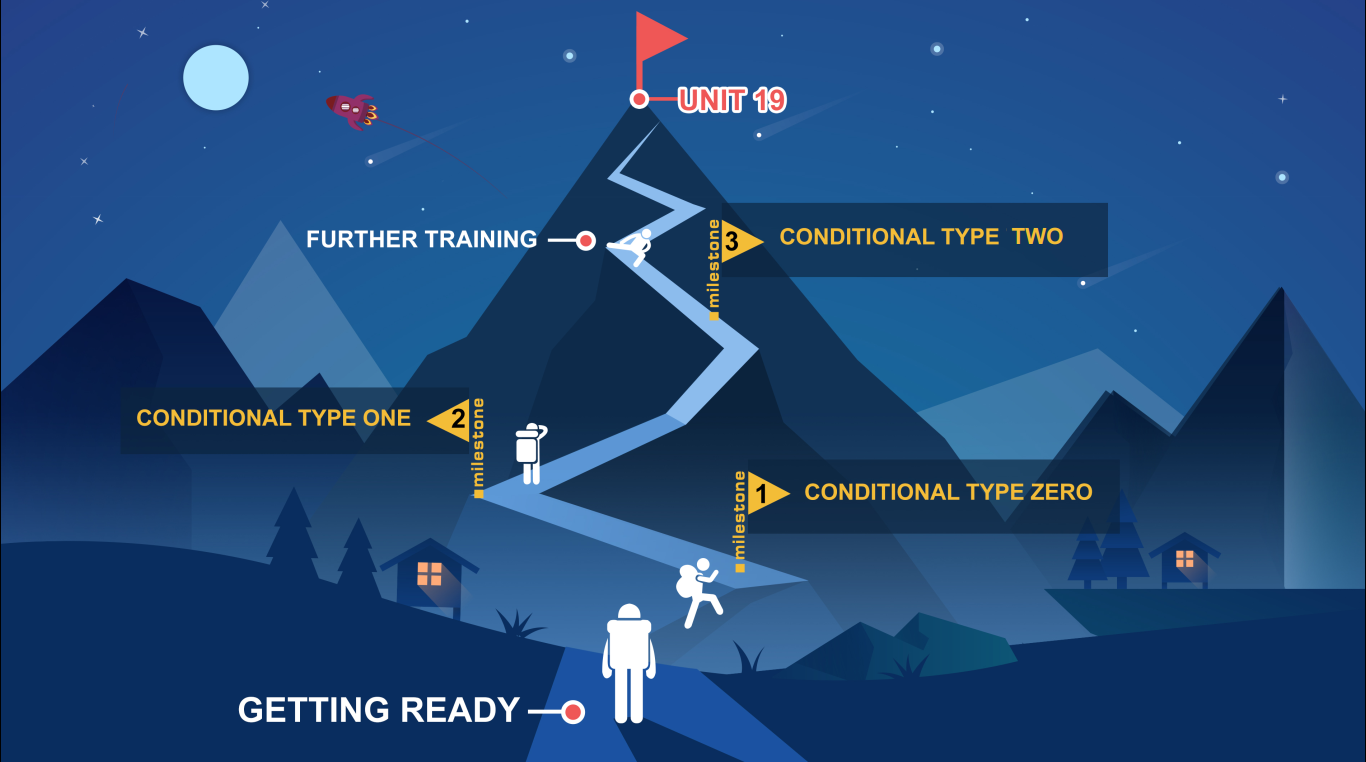 UNIT 19
FURTHER TRAINING
milestone
3
CONDITIONAL TYPE TWO
CONDITIONAL TYPE ONE
2
milestone
milestone
1
CONDITIONAL TYPE ZERO
GETTING READY